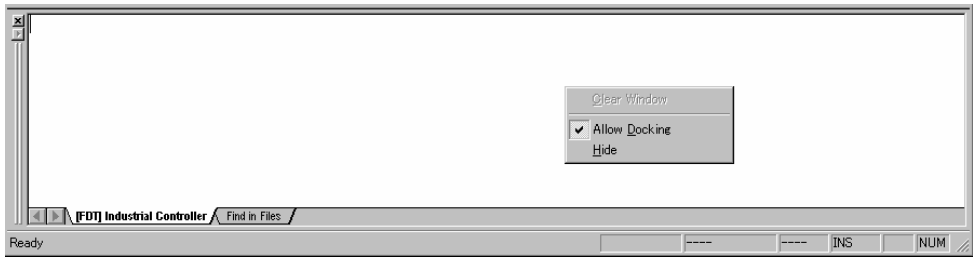 Clear Window
Allow Docking
Hide
[FDT] Industrial Controller
Find in Files
Ready
----
----
INS
NUM